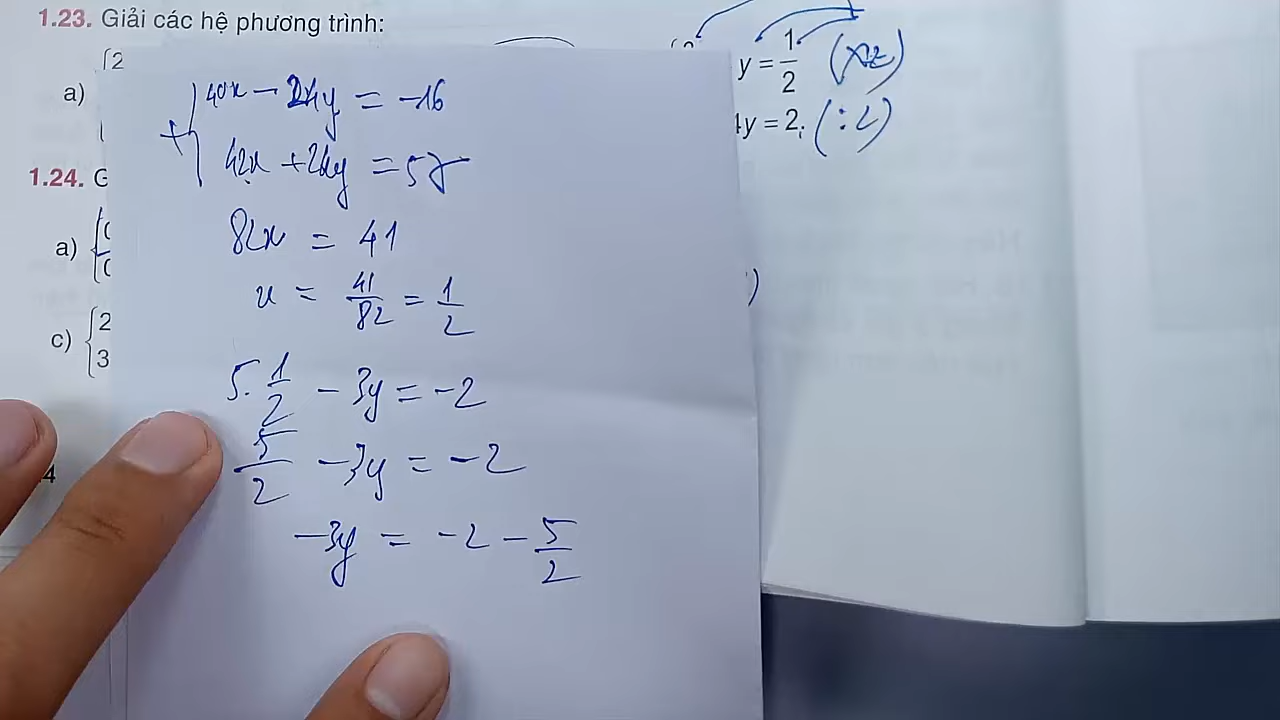 1.23. Giải các hệ phương trình:
a)
y = 1/2 (x2)
4y = 2. (:2)
1.24. G
a)
c) { 2
3
40x - 24y = -16
+
42x + 24y = 57
82x = 41
x = 41/82 = 1/2
5. 1/2 - 3y = -2
5/2 - 3y = -2
-3y = -2 - 5/2